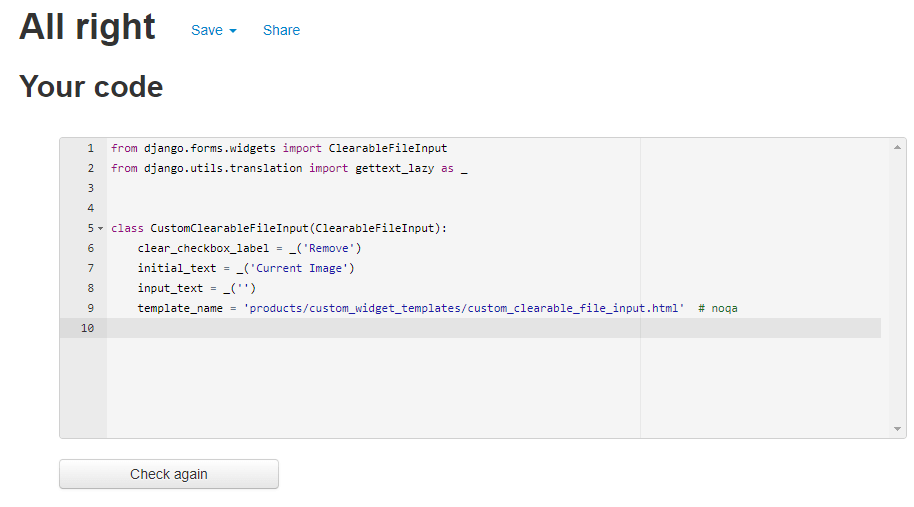 All right Save Share
Your code
1 from django.forms.widgets import ClearableFileInput
2 from django.utils.translation import gettext_lazy as _
3
4
5 class CustomClearableFileInput(ClearableFileInput):
6     clear_checkbox_label = _('Remove')
7     initial_text = _('Current Image')
8     input_text = _('')
9     template_name = 'products/custom_widget_templates/custom_clearable_file_input.html'  # noqa
10
Check again